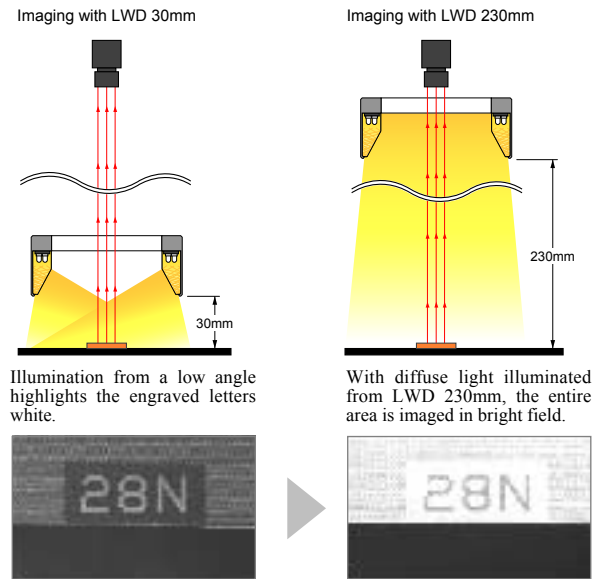 Imaging with LWD 30mm
Imaging with LWD 230mm
30mm
230mm
Illumination from a low angle
highlights the engraved letters
white.
With diffuse light illuminated
from LWD 230mm, the entire
area is imaged in bright field.
28N
28N